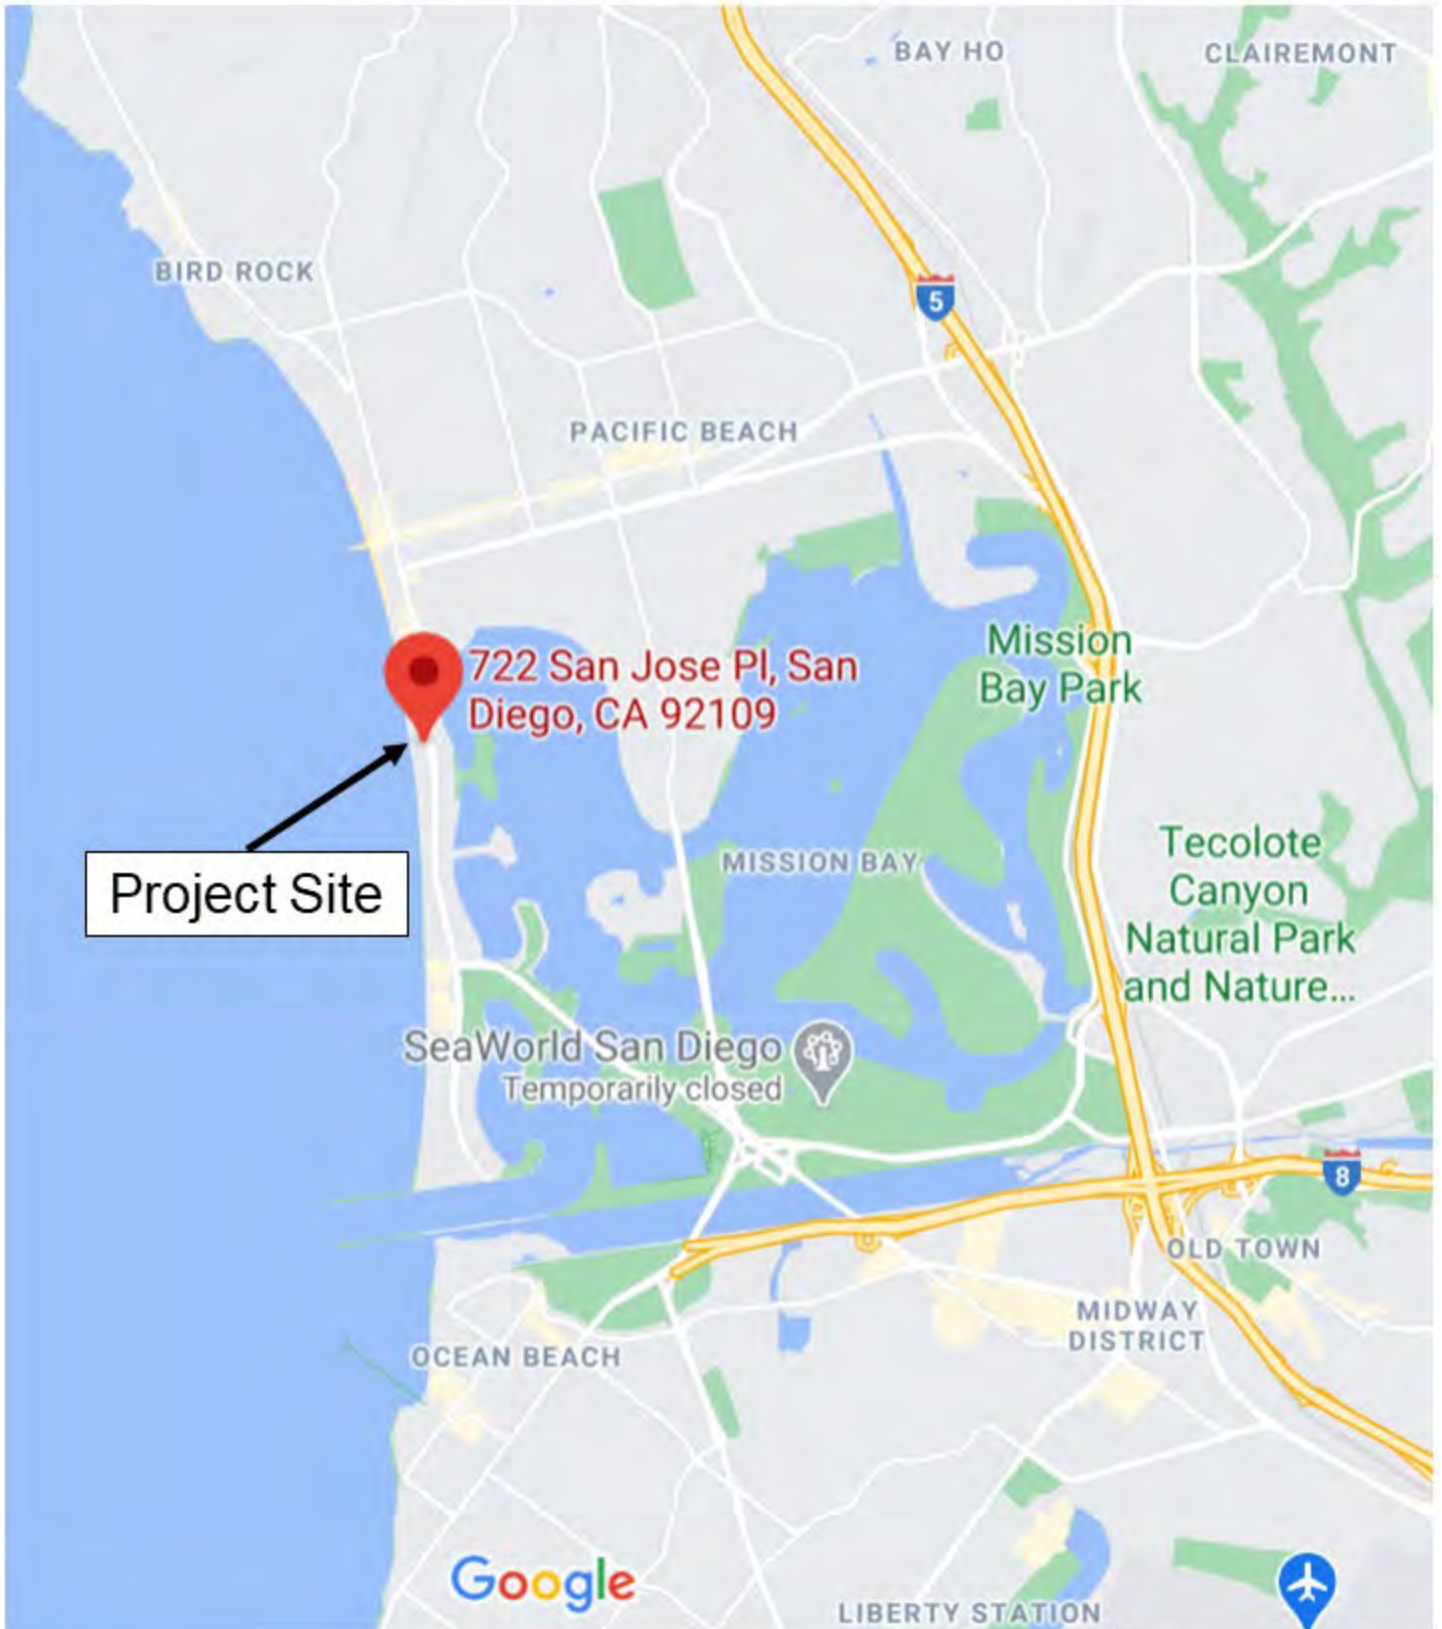 BAY HO
CLAIREMONT
BIRD ROCK
5
PACIFIC BEACH
Mission
Bay Park
722 San Jose Pl, San
Diego, CA 92109
Project Site
MISSION BAY
Tecolote
Canyon
Natural Park
and Nature...
SeaWorld San Diego
Temporarily closed
8
OLD TOWN
MIDWAY
DISTRICT
OCEAN BEACH
Google
LIBERTY STATION